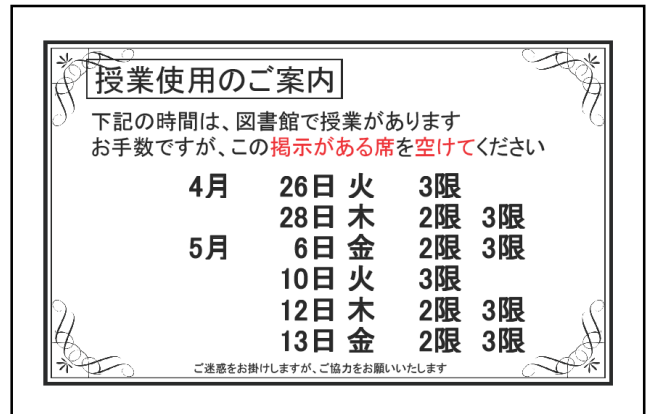 授業使用のご案内
下記の時間は、図書館で授業があります
お手数ですが、この掲示がある席を空けてください
4月 26日 火 3限
28日 木 2限 3限
5月 6日 金 2限 3限
10日 火 3限
12日 木 2限 3限
13日 金 2限 3限
ご迷惑をお掛けしますが、ご協力をお願いいたします